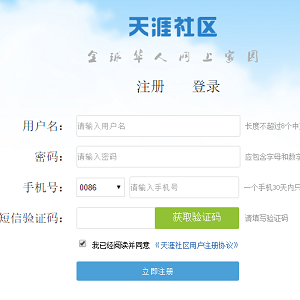 天涯社区
全球华人网上家园
注册 登录
用户名： 请输入用户名 长度不超过8个中
密码： 请输入密码 应包含字母和数字
手机号： 0086 请输入手机号 一个手机30天内只
短信验证码： 获取验证码 请填写验证码
我已经阅读并同意《天涯社区用户注册协议》
立即注册